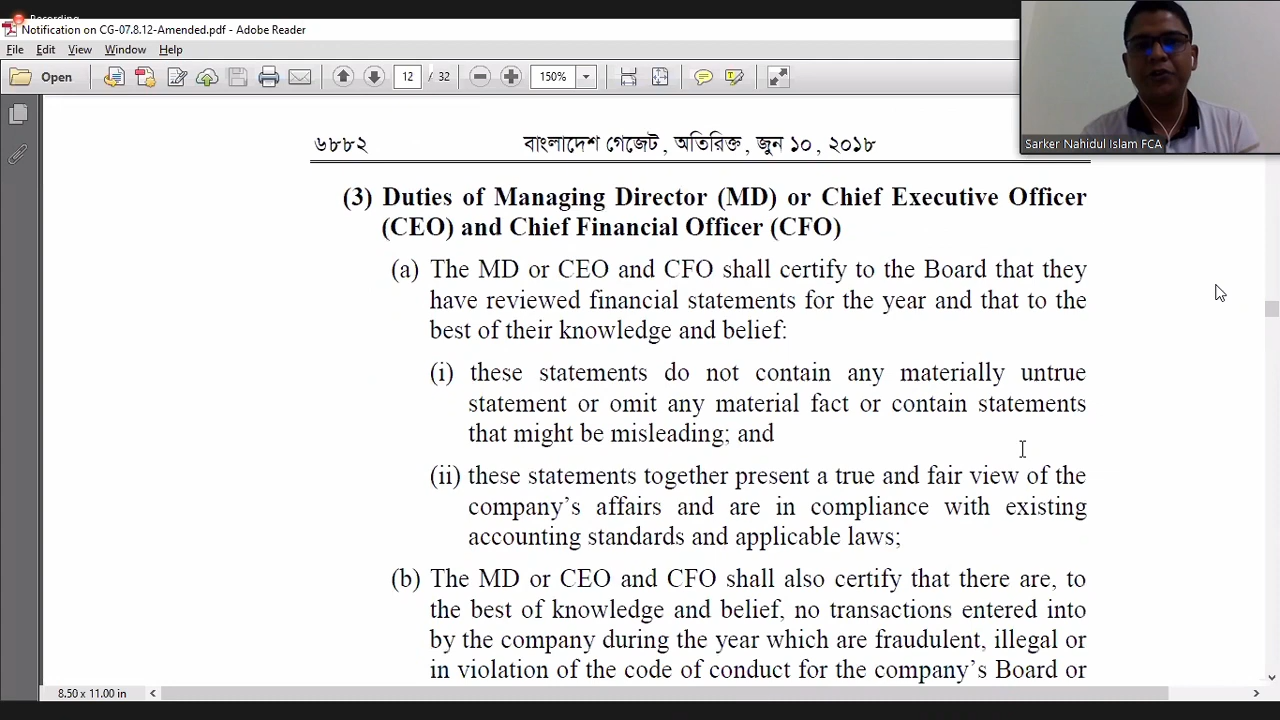 Recording
Notification on CG-07.8.12-Amended.pdf - Adobe Reader
File Edit View Window Help
Open 12 / 32 150%
Sarker Nahidul Islam FCA
৬৮৮২ বাংলাদেশ গেজেট, অতিরিক্ত, জুন ১০, ২০১৮
(3) Duties of Managing Director (MD) or Chief Executive Officer
(CEO) and Chief Financial Officer (CFO)
(a) The MD or CEO and CFO shall certify to the Board that they
have reviewed financial statements for the year and that to the
best of their knowledge and belief:
(i) these statements do not contain any materially untrue
statement or omit any material fact or contain statements
that might be misleading; and
(ii) these statements together present a true and fair view of the
company’s affairs and are in compliance with existing
accounting standards and applicable laws;
(b) The MD or CEO and CFO shall also certify that there are, to
the best of knowledge and belief, no transactions entered into
by the company during the year which are fraudulent, illegal or
in violation of the code of conduct for the company’s Board or
8.50 x 11.00 in